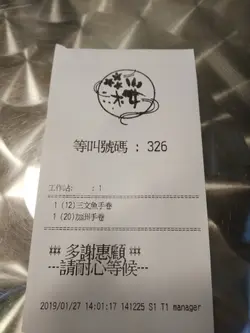 等叫號碼 : 326
工作站: : 1
1 (12)三文魚手卷
1 (20)加洲手卷
多謝惠顧
---請耐心等候---
2019/01/27 14:01:17 141225 S1 T1 manager